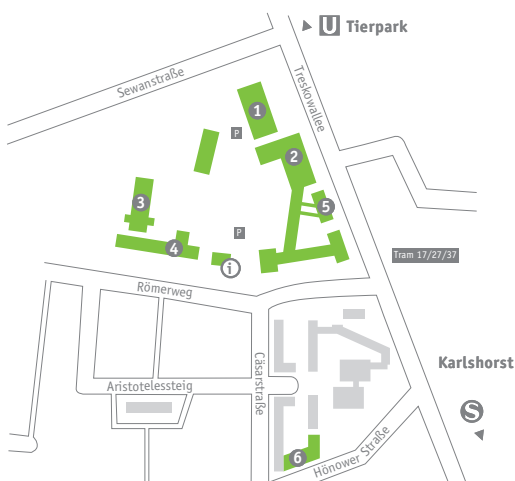 U Tierpark
Sewanstraße
Treskowallee
1
P
2
3
5
4
P
i
Tram 17/27/37
Römerweg
Karlshorst
Cäsarstraße
Aristotelessteig
S
6
Hönower Straße